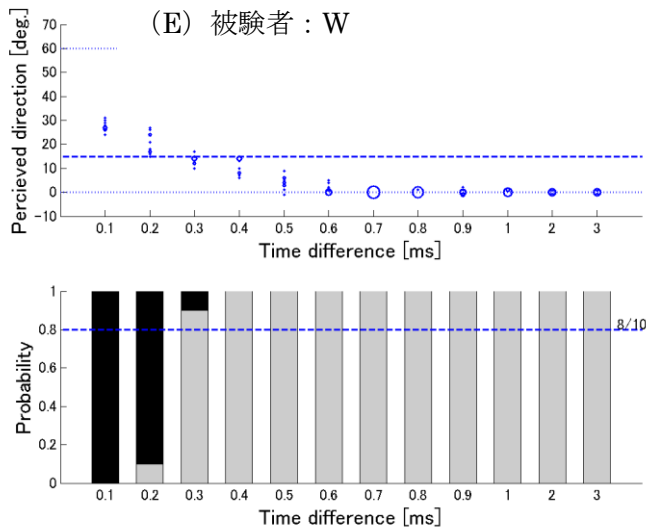 (E) 被験者：W
Percieved direction [deg.]
70
60
50
40
30
20
10
0
-10
0.1 0.2 0.3 0.4 0.5 0.6 0.7 0.8 0.9 1 2 3
Time difference [ms]
Probability
1
0.8
0.6
0.4
0.2
0
8/10
0.1 0.2 0.3 0.4 0.5 0.6 0.7 0.8 0.9 1 2 3
Time difference [ms]